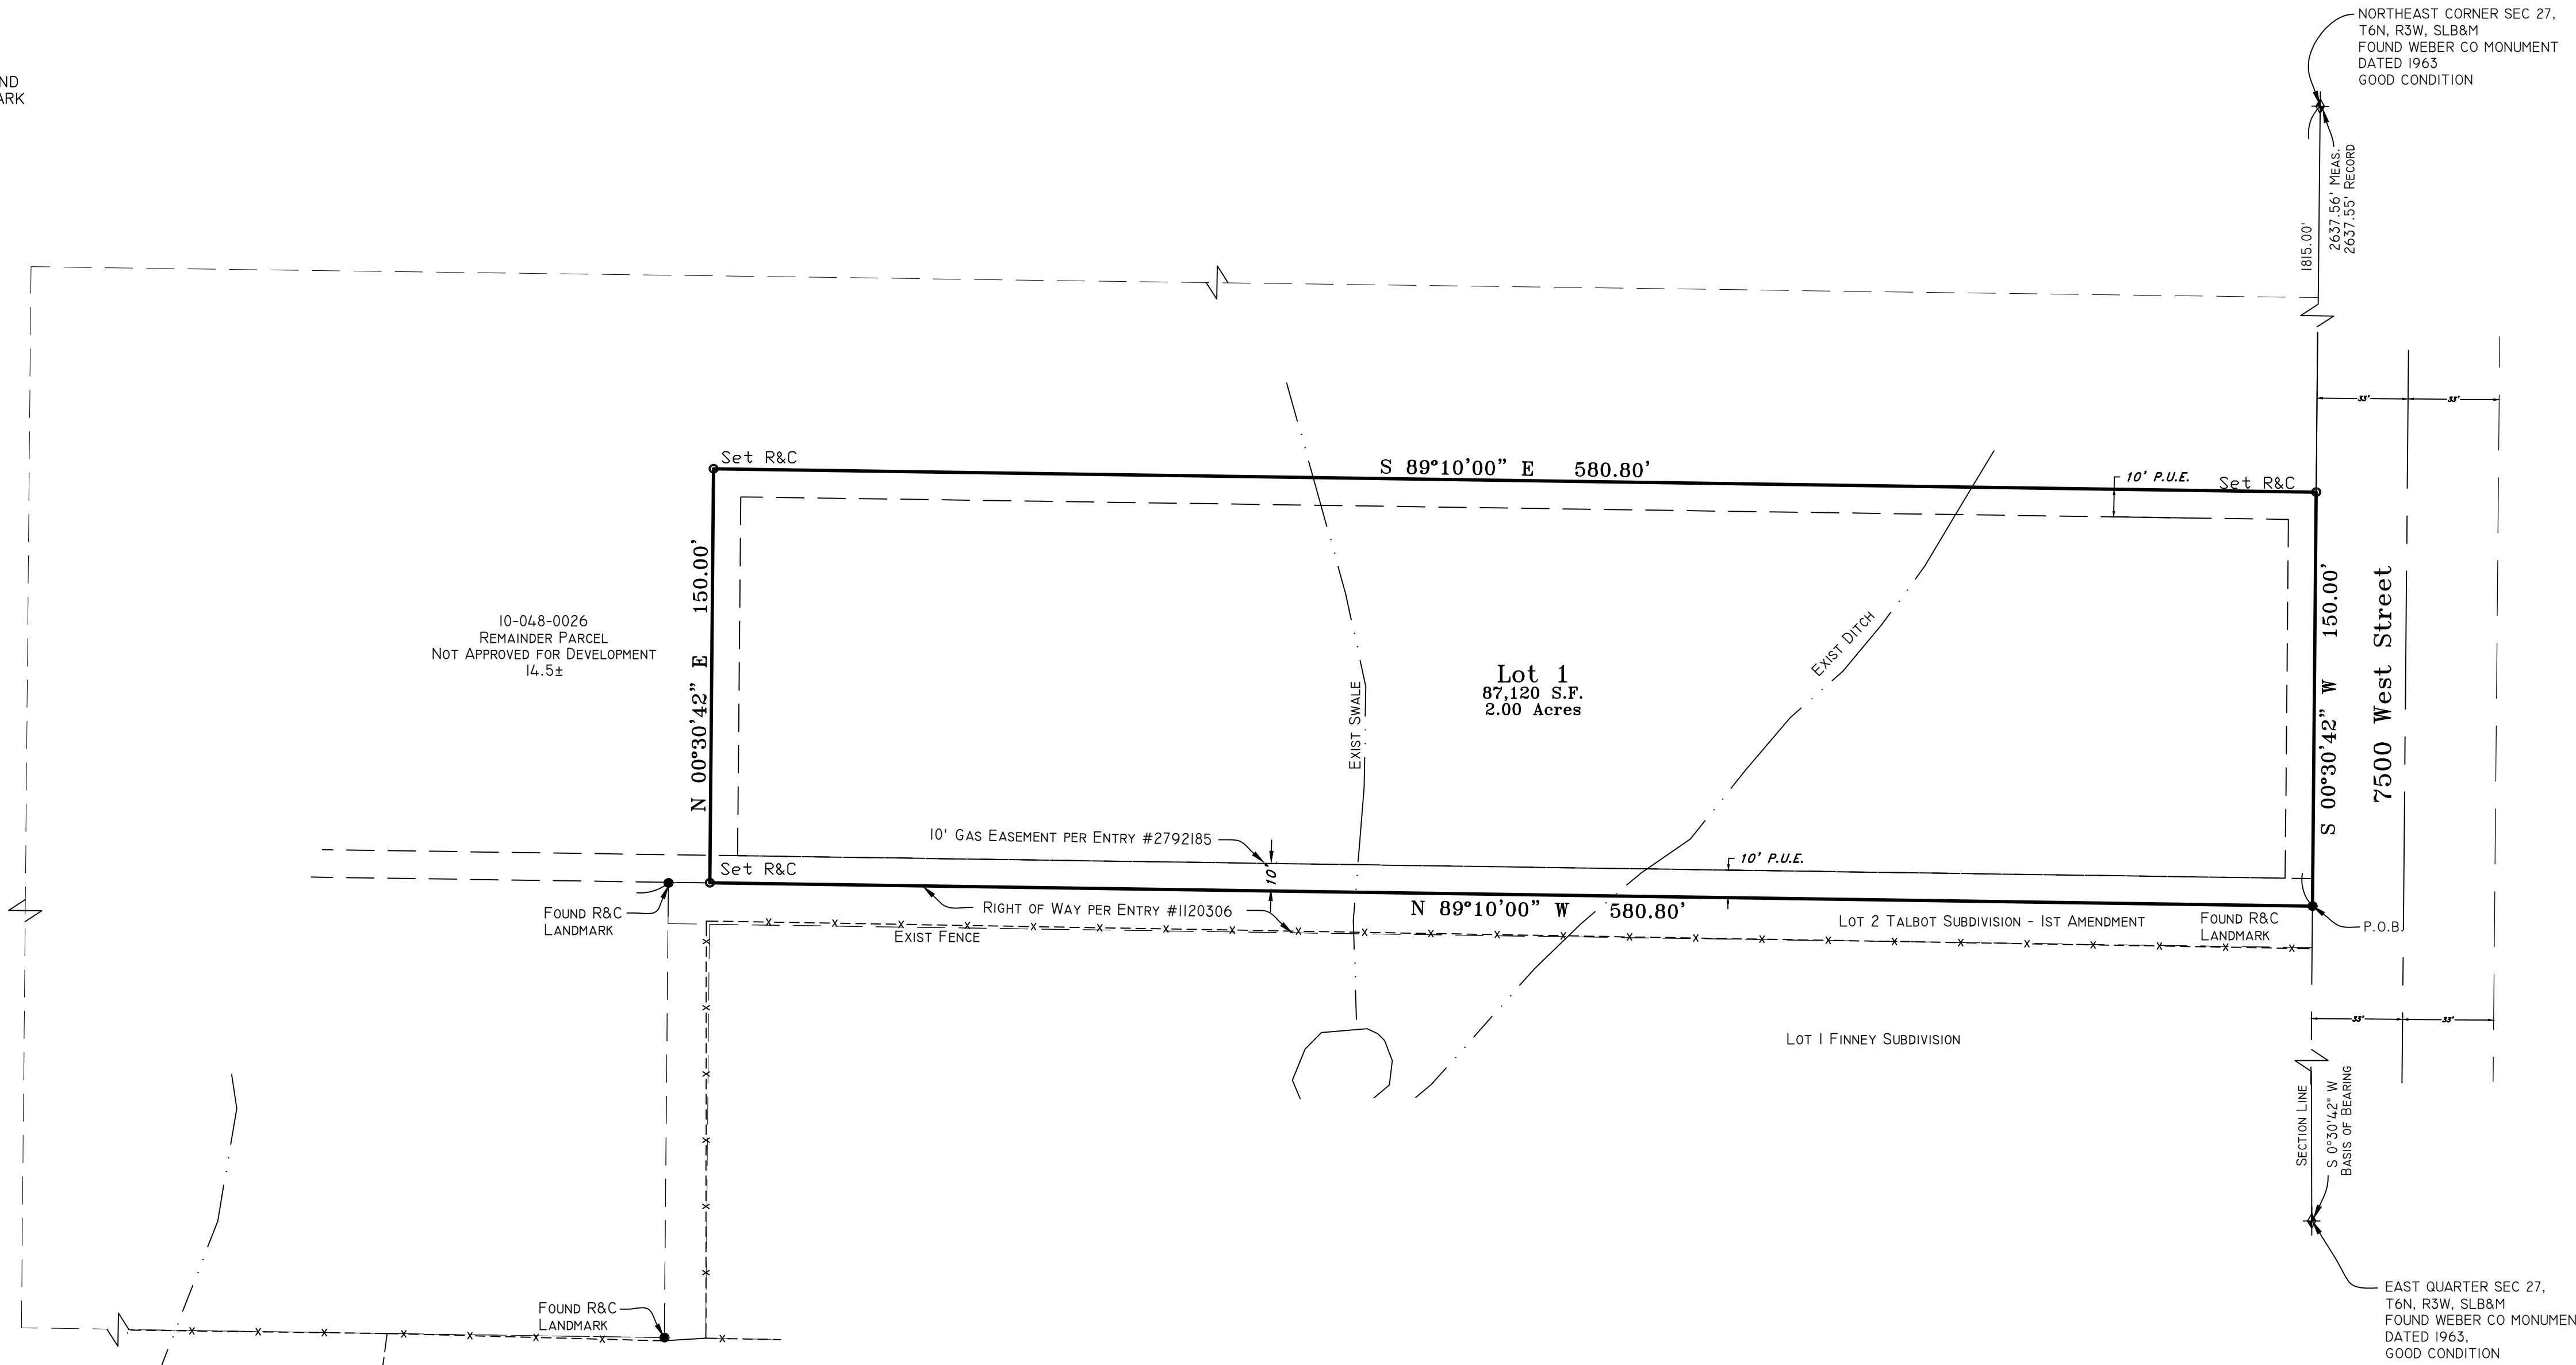 NORTHEAST CORNER SEC 27,
T6N, R3W, SLB&M
FOUND WEBER CO MONUMENT
DATED 1963
GOOD CONDITION
2637.56' MEAS.
2637.55' RECORD
1815.00'
33'
33'
Set R&C
S 89°10'00" E 580.80'
10' P.U.E.
Set R&C
N 00°30'42" E 150.00'
S 00°30'42" W 150.00'
7500 West Street
10-048-0026
REMAINDER PARCEL
NOT APPROVED FOR DEVELOPMENT
14.5±
Lot 1
87,120 S.F.
2.00 Acres
EXIST SWALE
EXIST DITCH
10' GAS EASEMENT PER ENTRY #2792185
10'
10' P.U.E.
Set R&C
FOUND R&C
LANDMARK
RIGHT OF WAY PER ENTRY #1120306
N 89°10'00" W 580.80'
EXIST FENCE
LOT 2 TALBOT SUBDIVISION - 1ST AMENDMENT
FOUND R&C
LANDMARK
P.O.B.
LOT 1 FINNEY SUBDIVISION
33'
33'
SECTION LINE
S 0°30'42" W
BASIS OF BEARING
FOUND R&C
LANDMARK
EAST QUARTER SEC 27,
T6N, R3W, SLB&M
FOUND WEBER CO MONUMEN
DATED 1963,
GOOD CONDITION